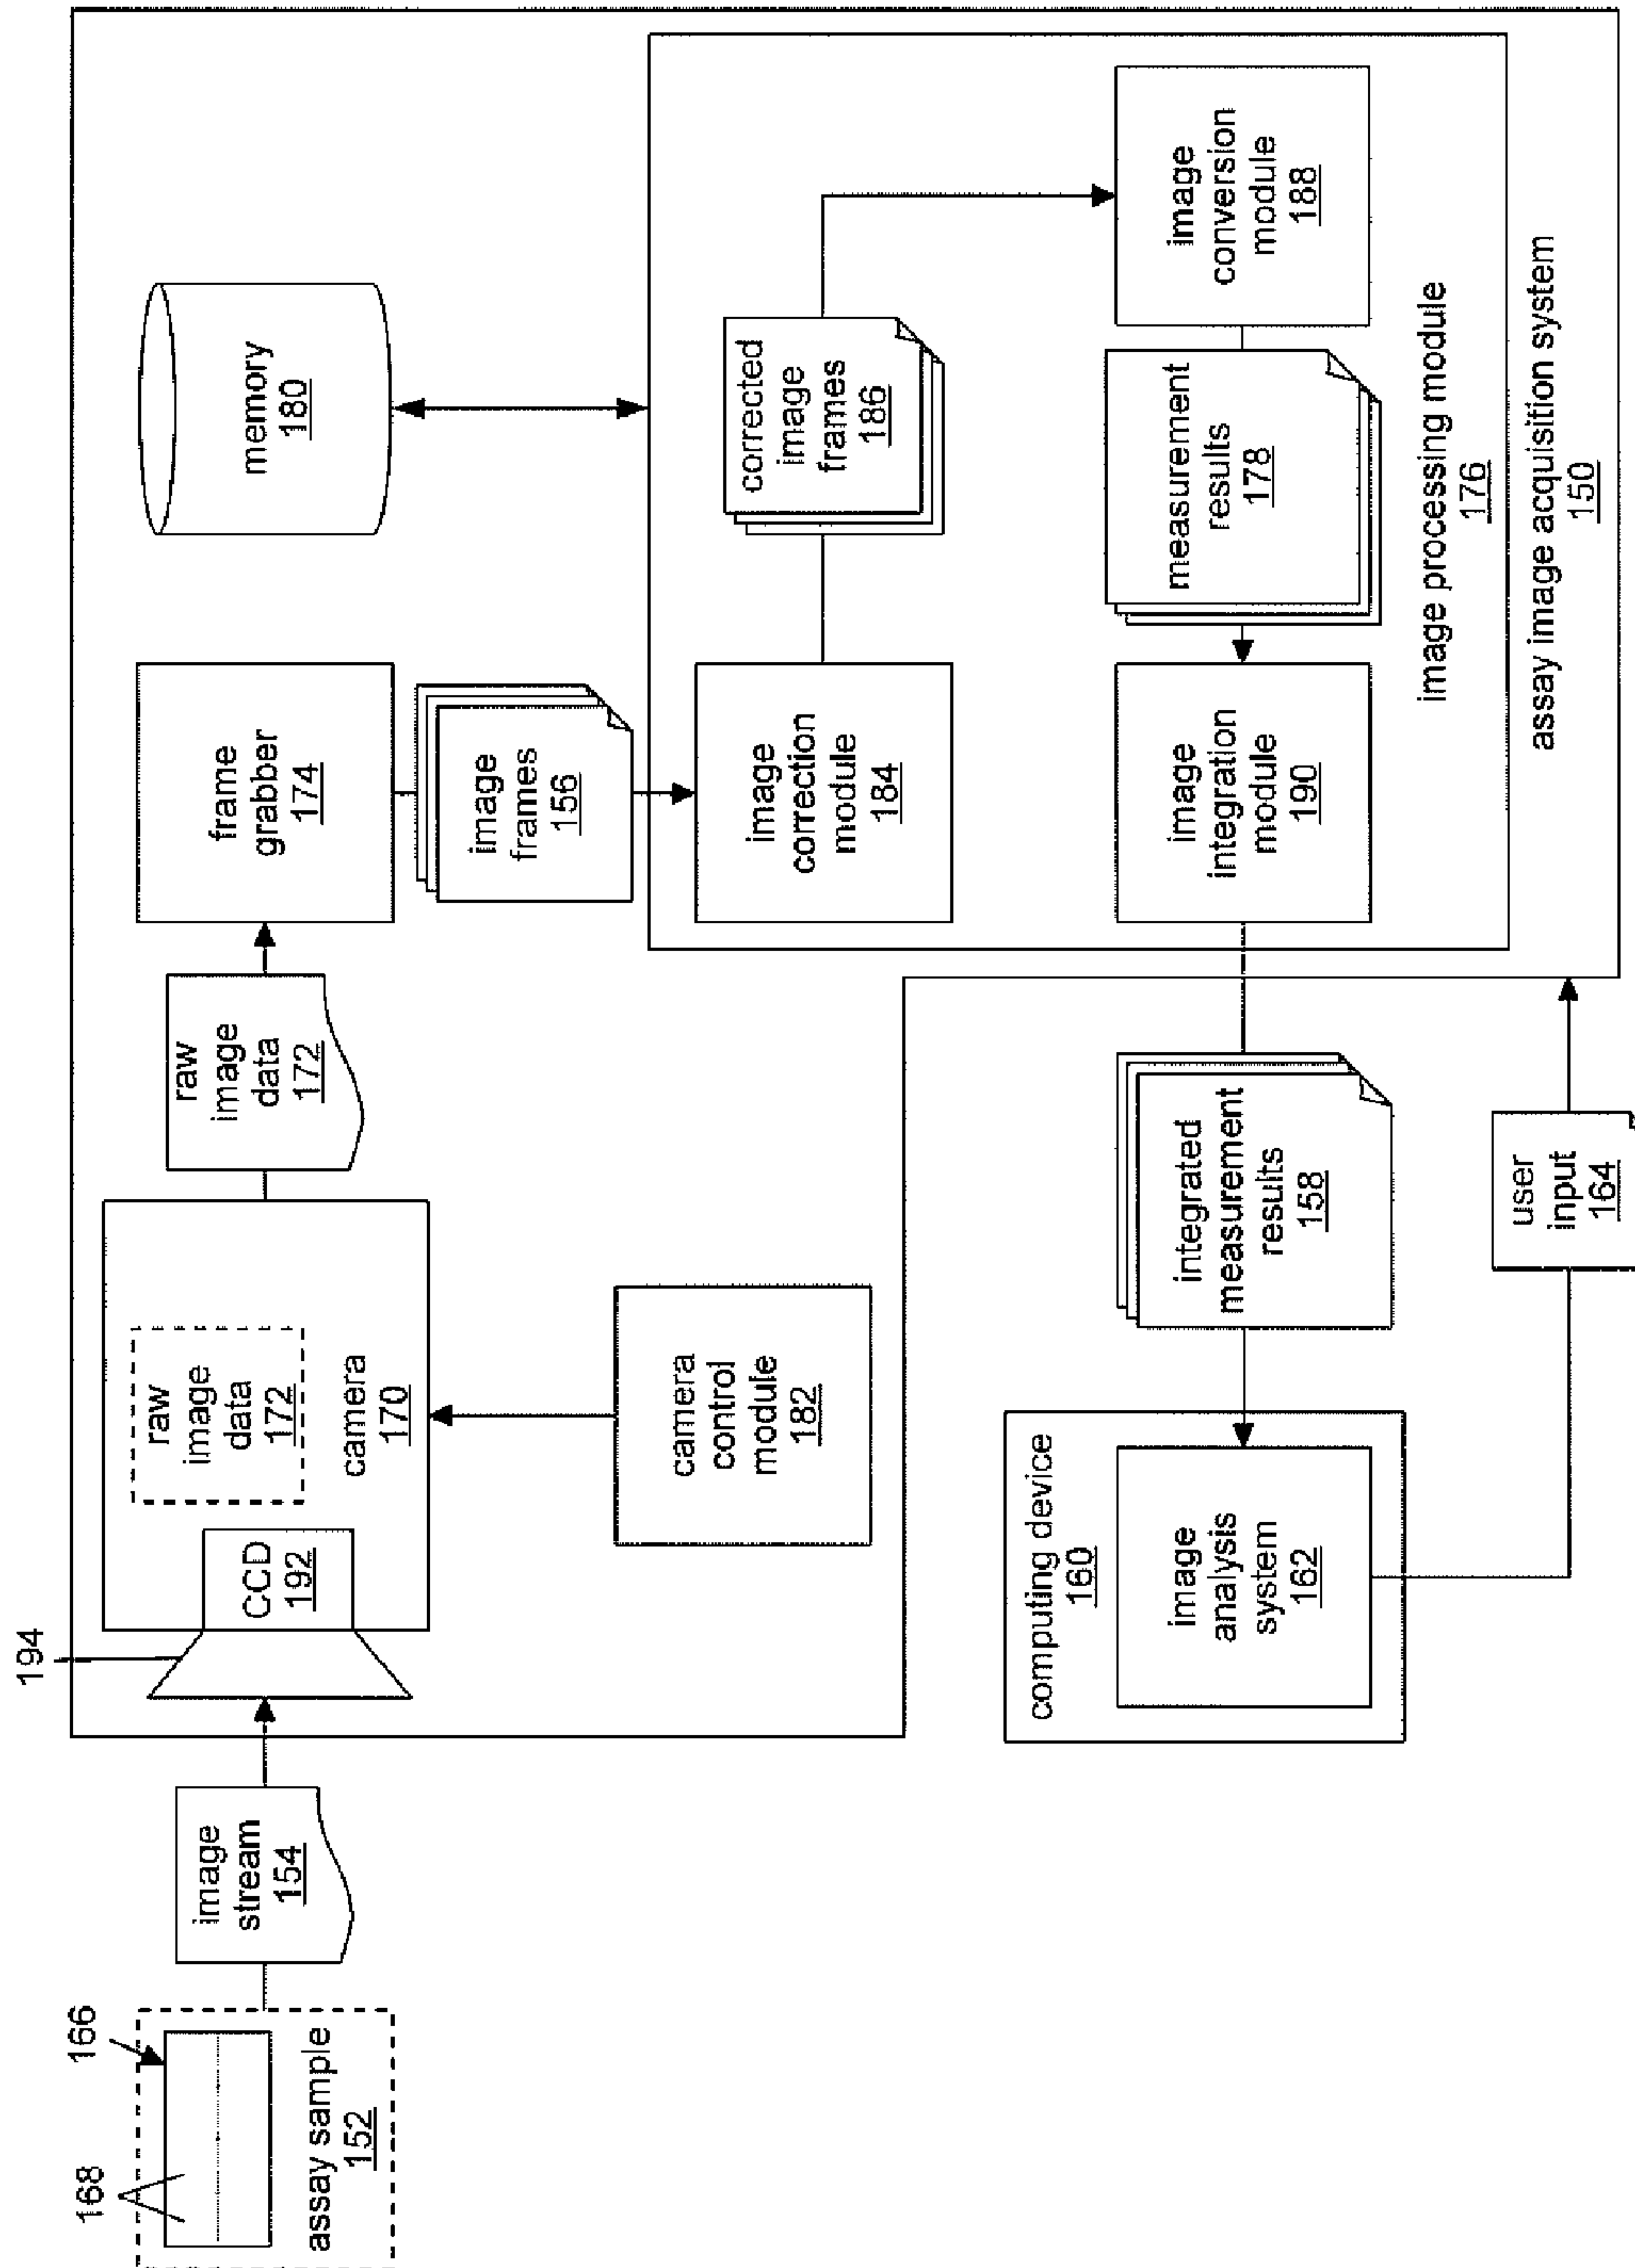 168
166
assay sample
152
image
stream
154
194
CCD
192
raw
image
data
172
camera
170
camera
control
module
182
raw
image
data
172
frame
grabber
174
image
frames
156
memory
180
image
correction
module
184
corrected
image
frames
186
image
conversion
module
188
measurement
results
178
image
integration
module
190
image processing module
176
assay image acquisition system
150
integrated
measurement
results
158
computing device
160
image
analysis
system
162
user
input
164